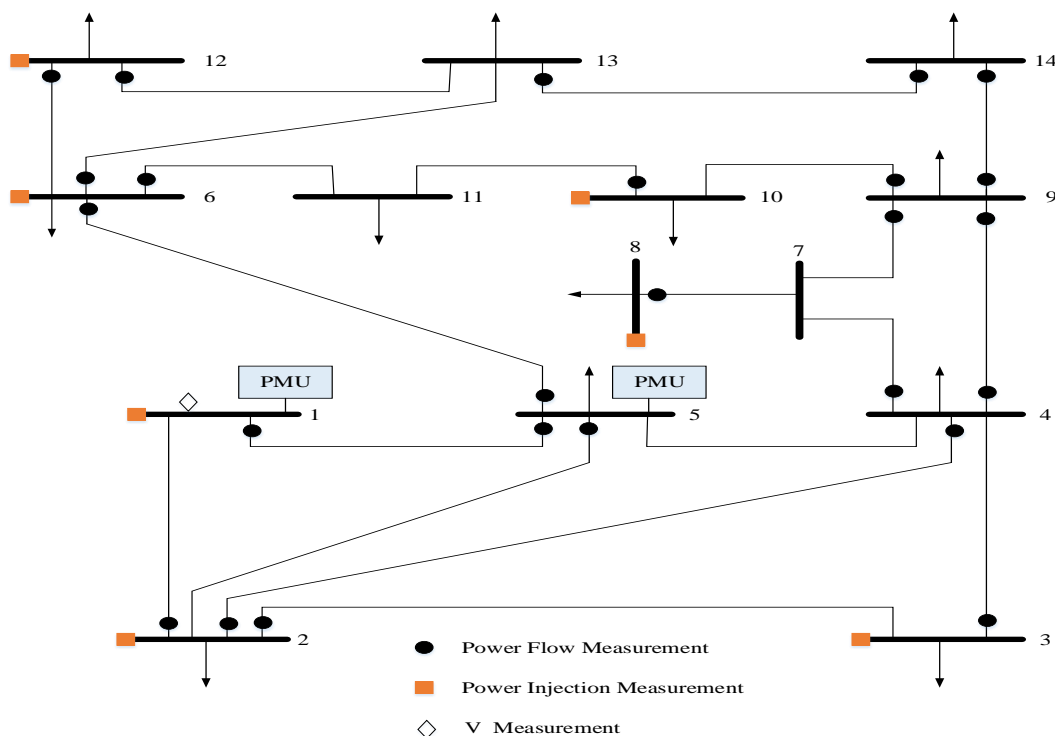 12
13
14
6
11
10
9
8
7
PMU
PMU
1
5
4
2
3
Power Flow Measurement
Power Injection Measurement
V Measurement